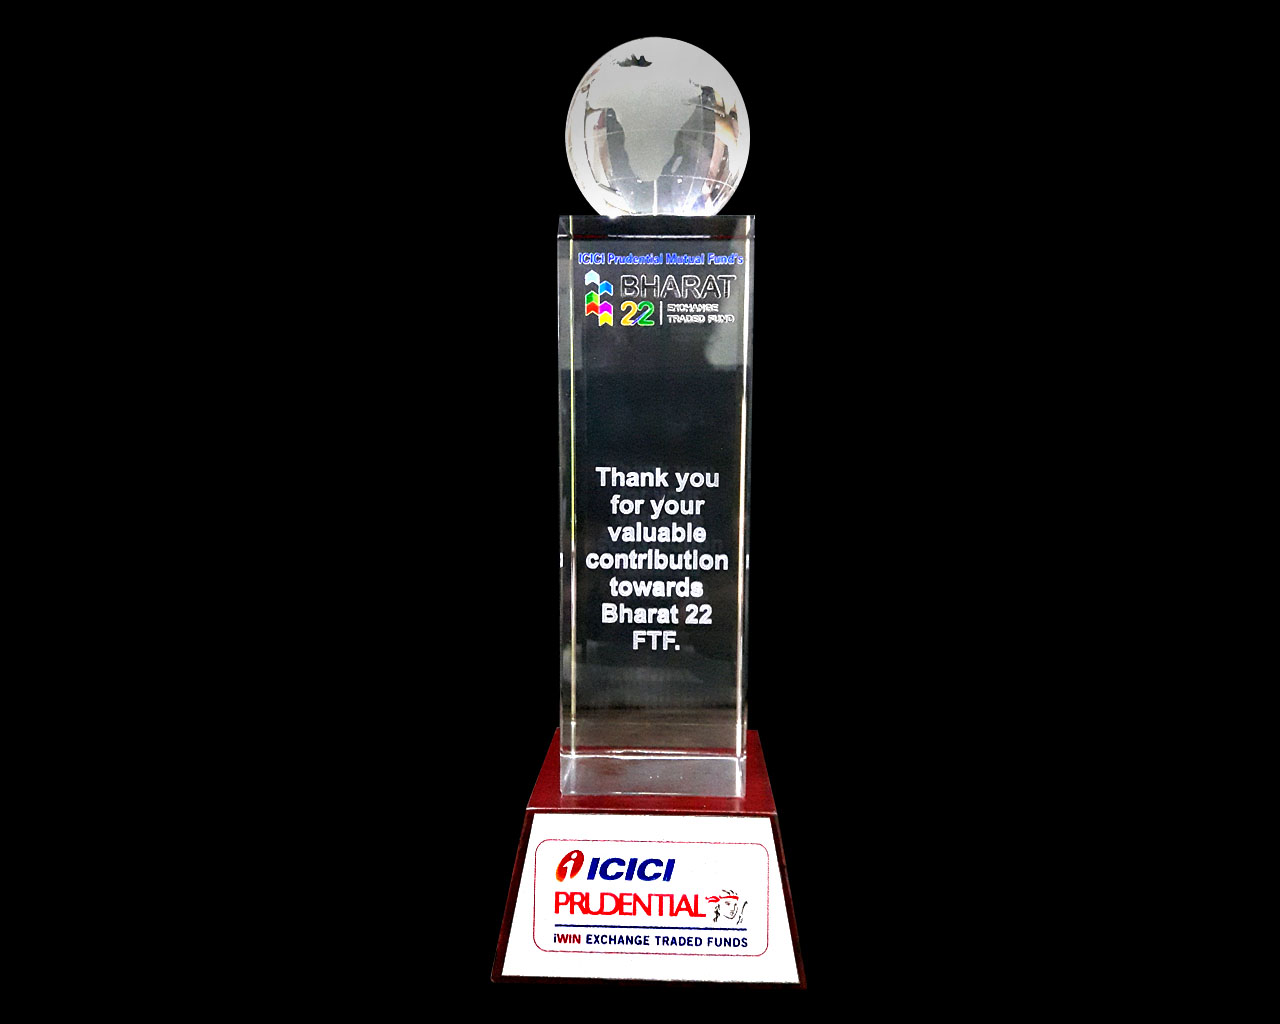 ICICI Prudential Mutual Fund's
BHARAT
22 EXCHANGE
TRADED FUND
Thank you
for your
valuable
contribution
towards
Bharat 22
FTF.
ICICI
PRUDENTIAL
iWIN EXCHANGE TRADED FUNDS